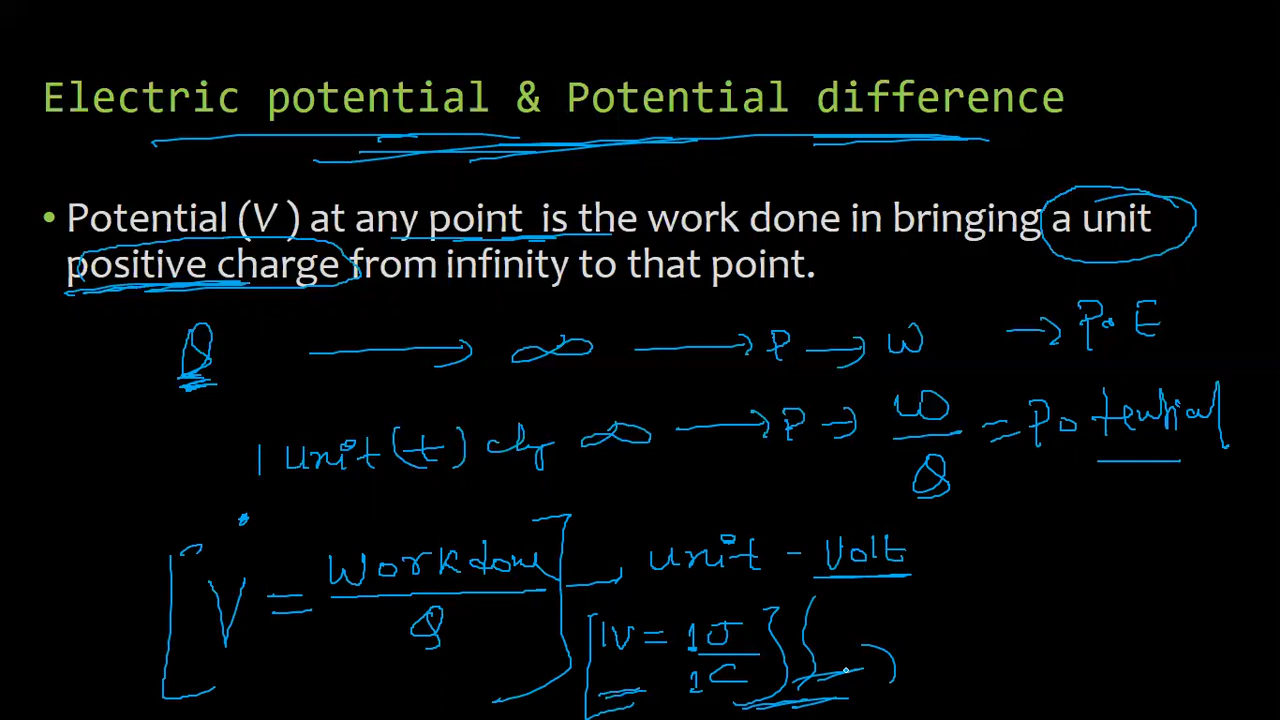 Electric potential & Potential difference
• Potential (V ) at any point is the work done in bringing a unit
positive charge from infinity to that point.
Q → ∞ → P → W → P.E
1 unit (+) chg ∞ → P → W/Q = Potential
[V = Workdone/Q] → unit - Volt
[1V = 1J/1C]